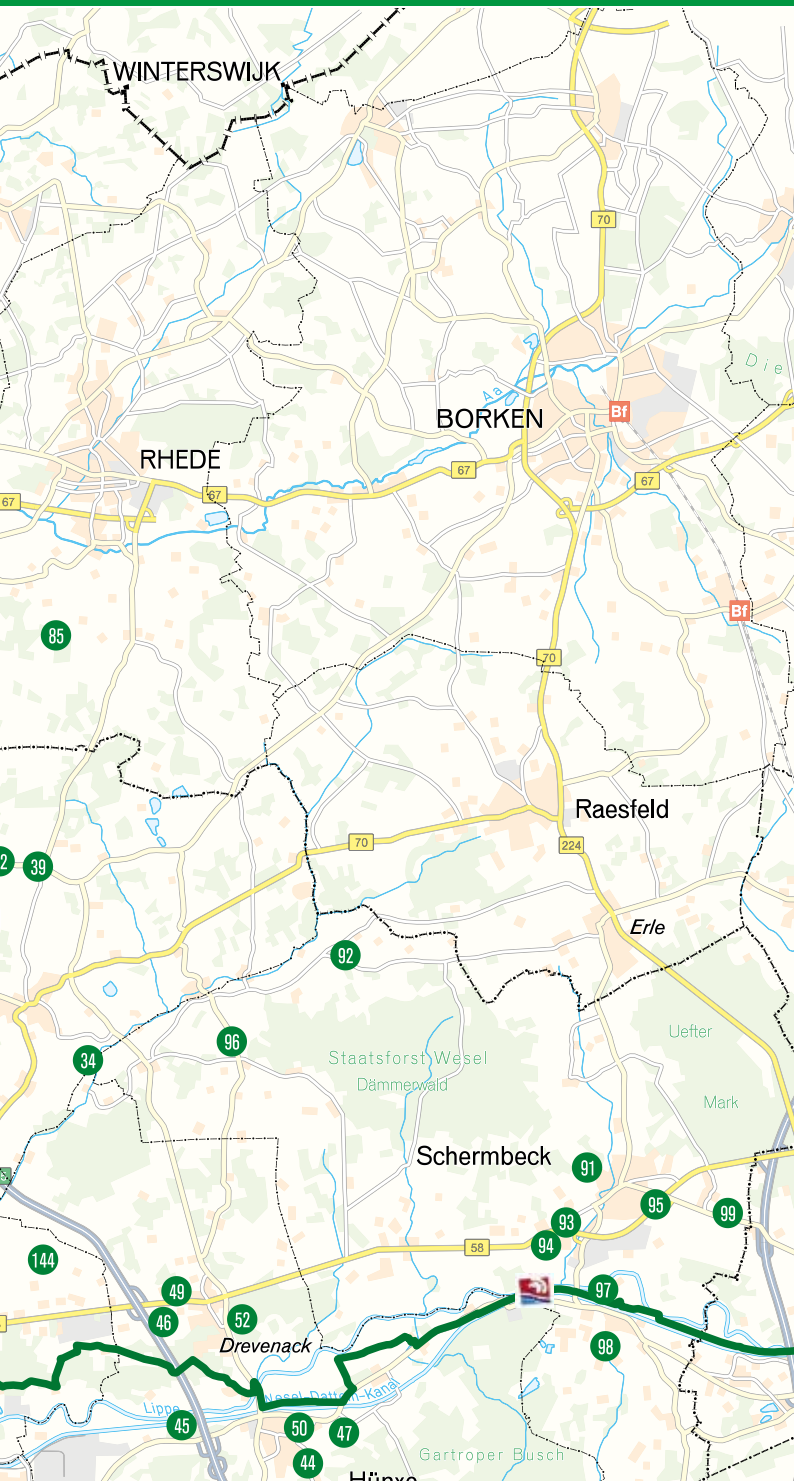 WINTERSWIJK
70
Die
Aa
BORKEN
Bf
RHEDE
67
67
67
67
Bf
85
70
Raesfeld
70
224
2
39
Erle
92
Uefter
96
Staatsforst Wesel
34
Dämmerwald
Mark
Schermbeck
91
95
99
93
94
58
144
49
97
46
52
Drevenack
98
Wesel-Datteln-Kanal
Lippe
45
50
47
Gartroper Busch
44
Hünxe